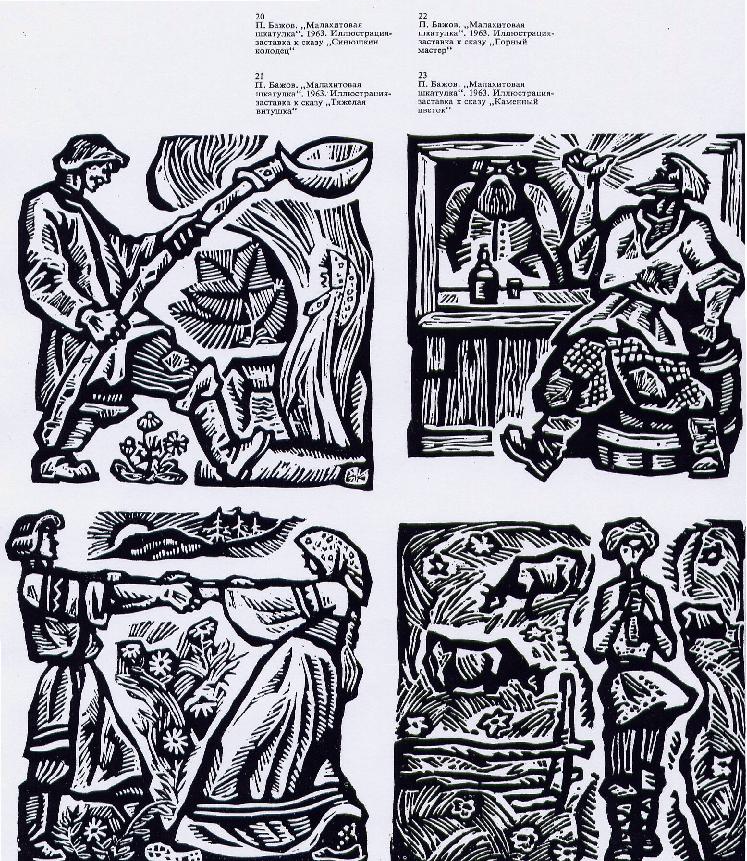 20
П. Бажов. „Малахитовая
шкатулка“. 1963. Иллюстрация-
заставка к сказу „Синюшкин
колодец“
21
П. Бажов. „Малахитовая
шкатулка“. 1963. Иллюстрация-
заставка к сказу „Тяжелая
витушка“
22
П. Бажов. „Малахитовая
шкатулка“. 1963. Иллюстрация-
заставка к сказу „Горный
мастер“
23
П. Бажов. „Малахитовая
шкатулка“. 1963. Иллюстрация-
заставка к сказу „Каменный
цветок“